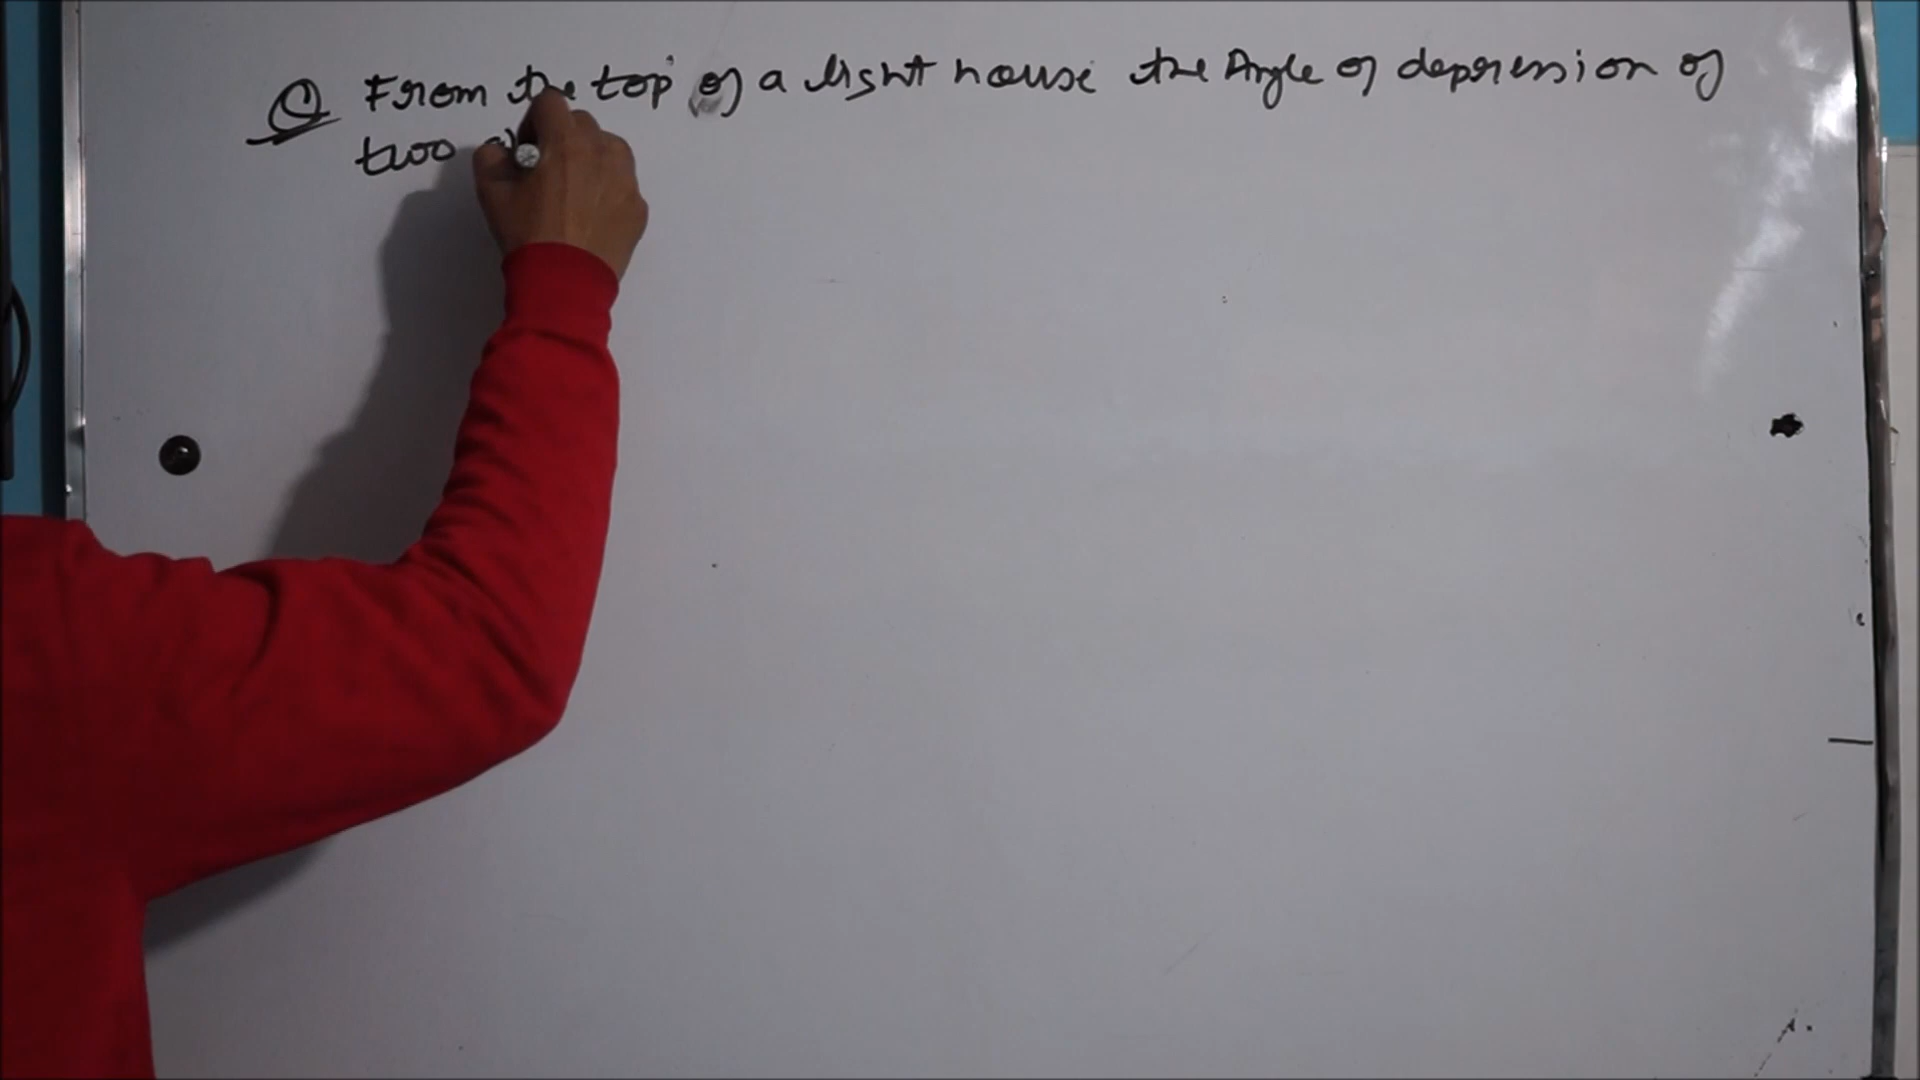 Q From the top of a light house the Angle of depression of
two